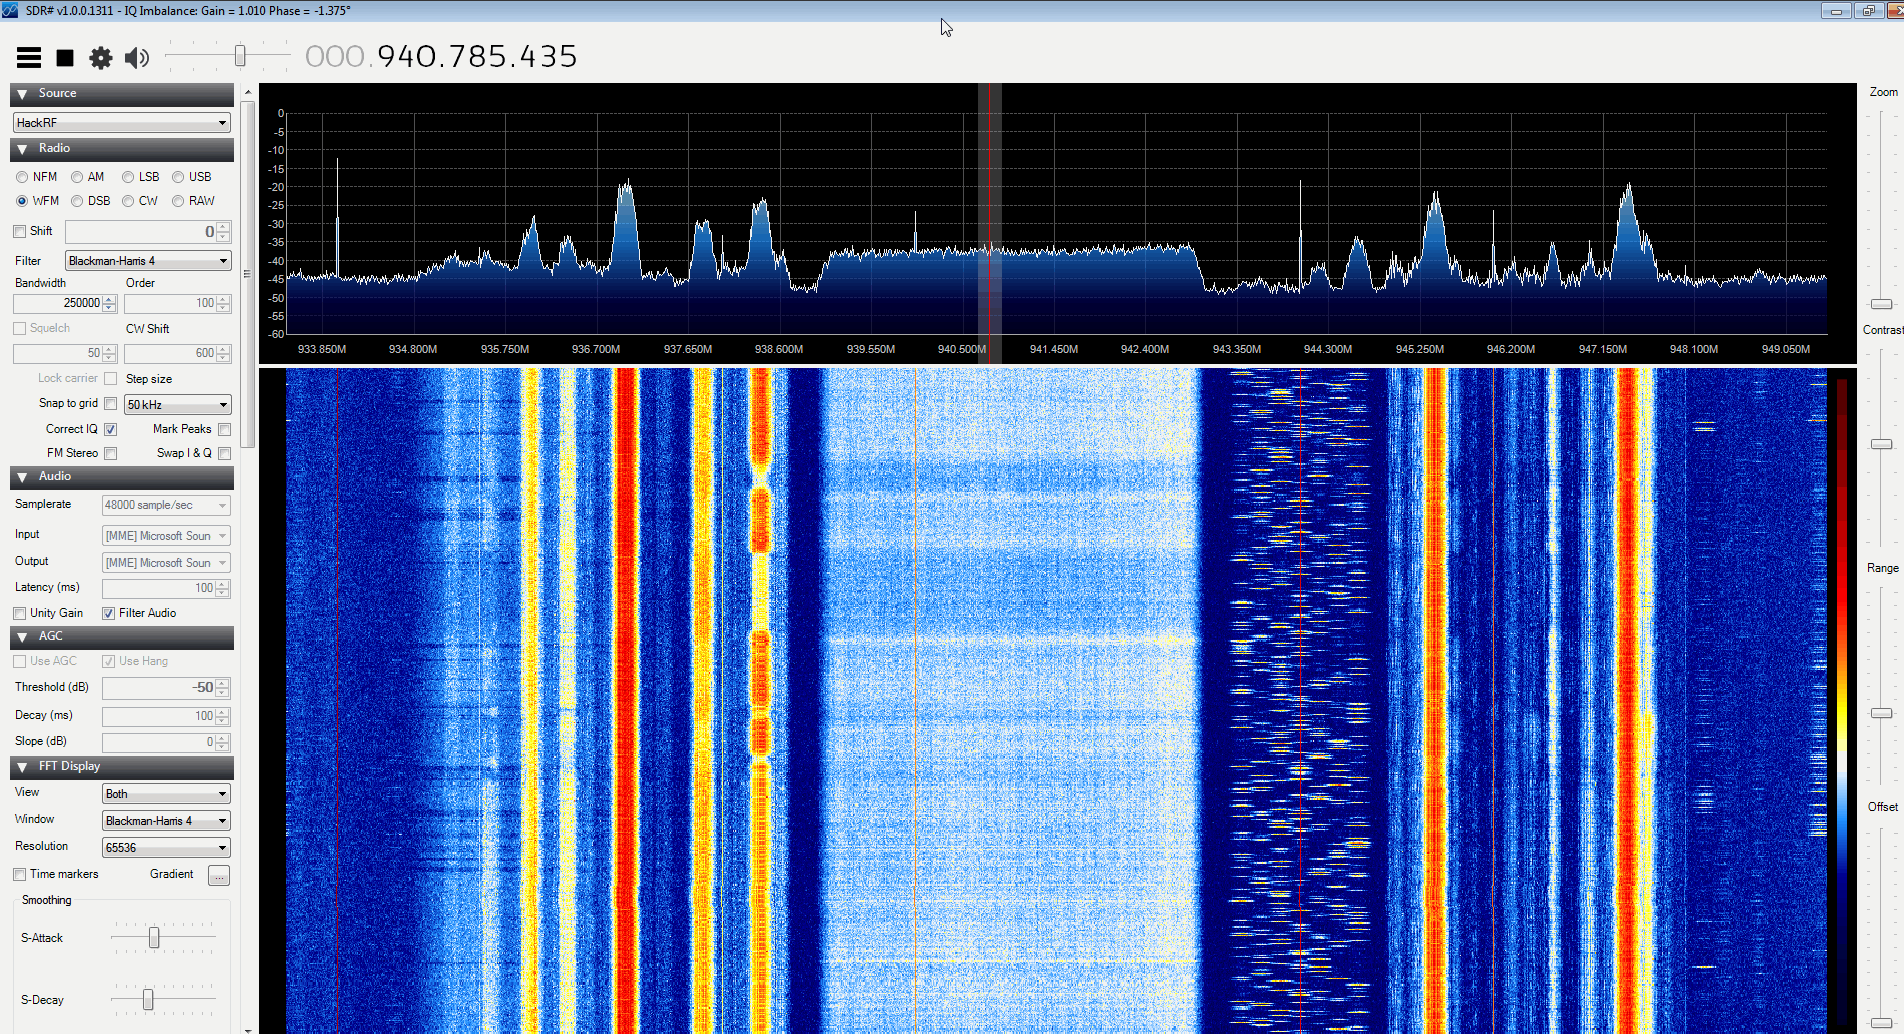 SDR# v1.0.0.1311 - IQ Imbalance: Gain = 1.010 Phase = -1.375°
000.940.785.435
Source
HackRF
Radio
NFM AM LSB USB
WFM DSB CW RAW
Shift 0
Filter Blackman-Harris 4
Bandwidth Order
250000 100
Squelch CW Shift
50 600
Lock carrier Step size
Snap to grid 50 kHz
Correct IQ Mark Peaks
FM Stereo Swap I & Q
Audio
Samplerate 48000 sample/sec
Input [MME] Microsoft Soun
Output [MME] Microsoft Soun
Latency (ms) 100
Unity Gain Filter Audio
AGC
Use AGC Use Hang
Threshold (dB) -50
Decay (ms) 100
Slope (dB) 0
FFT Display
View Both
Window Blackman-Harris 4
Resolution 65536
Time markers Gradient ...
Smoothing
S-Attack
S-Decay
0
-5
-10
-15
-20
-25
-30
-35
-40
-45
-50
-55
-60
933.850M 934.800M 935.750M 936.700M 937.650M 938.600M 939.550M 940.500M 941.450M 942.400M 943.350M 944.300M 945.250M 946.200M 947.150M 948.100M 949.050M
Zoom
Contrast
Range
Offset